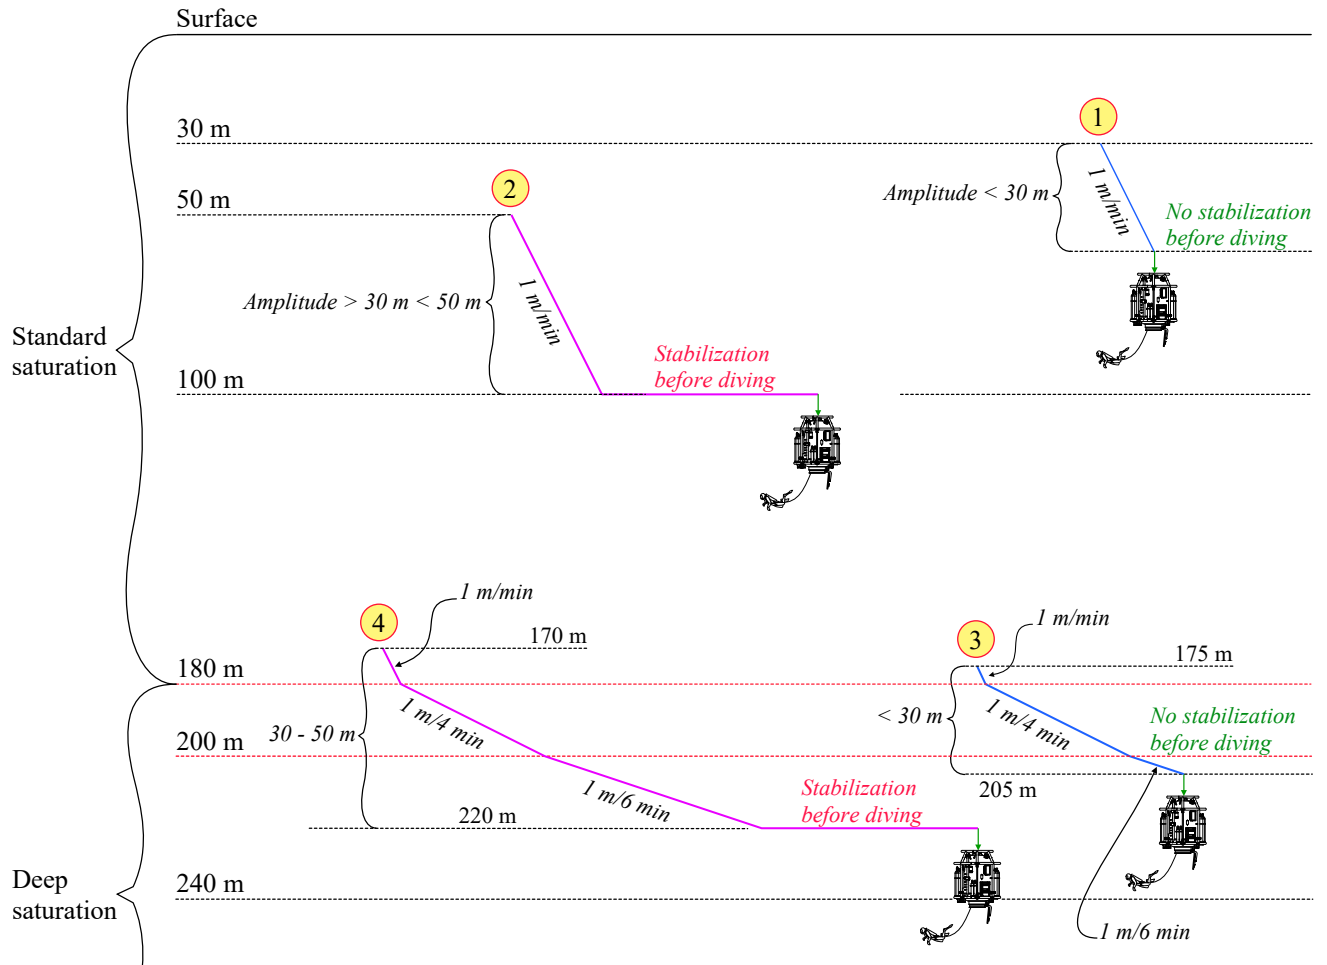 Surface
30 m
1
Amplitude < 30 m
1 m/min
No stabilization
before diving
50 m
2
Amplitude > 30 m < 50 m
1 m/min
Stabilization
before diving
100 m
Standard
saturation
4
1 m/min
170 m
3
1 m/min
175 m
180 m
1 m/4 min
30 - 50 m
200 m
1 m/6 min
220 m
Stabilization
before diving
< 30 m
1 m/4 min
No stabilization
before diving
205 m
1 m/6 min
240 m
Deep
saturation